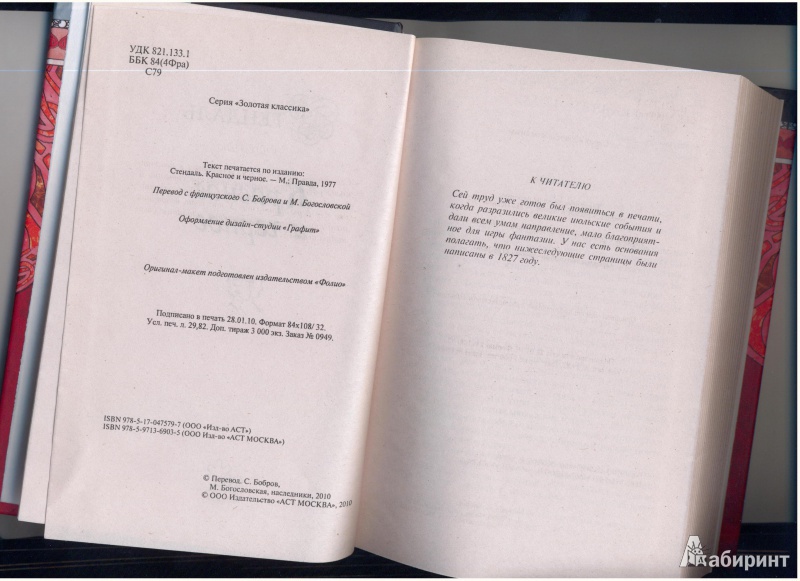 УДК 821.133.1
ББК 84(4Фра)
С79
Серия «Золотая классика»
Текст печатается по изданию:
Стендаль. Красное и черное. — М.: Правда, 1977
Перевод с французского С. Боброва и М. Богословской
Оформление дизайн-студии «Графит»
Оригинал-макет подготовлен издательством «Фолио»
Подписано в печать 28.01.10. Формат 84х108/ 32.
Усл. печ. л. 29,82. Доп. тираж 3 000 экз. Заказ № 0949.
ISBN 978-5-17-047579-7 (ООО «Изд-во АСТ»)
ISBN 978-5-9713-6903-5 (ООО Изд-во «АСТ МОСКВА»)
© Перевод. С. Бобров,
М. Богословская, наследники, 2010
© ООО Издательство «АСТ МОСКВА», 2010
К ЧИТАТЕЛЮ
Сей труд уже готов был появиться в печати,
когда разразились великие июльские события и
дали всем умам направление, мало благоприят-
ное для игры фантазии. У нас есть основания
полагать, что нижеследующие страницы были
написаны в 1827 году.
Лабиринт